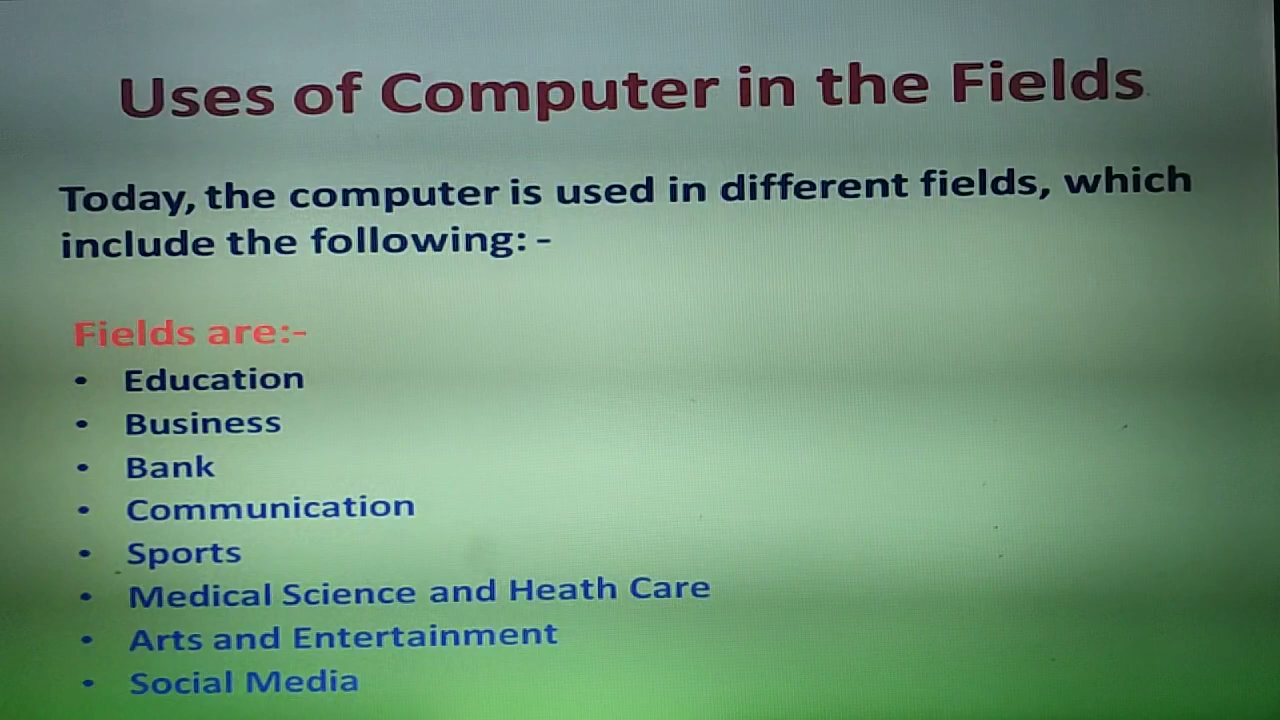 Uses of Computer in the Fields
Today, the computer is used in different fields, which
include the following: -
Fields are:-
• Education
• Business
• Bank
• Communication
• Sports
• Medical Science and Heath Care
• Arts and Entertainment
• Social Media